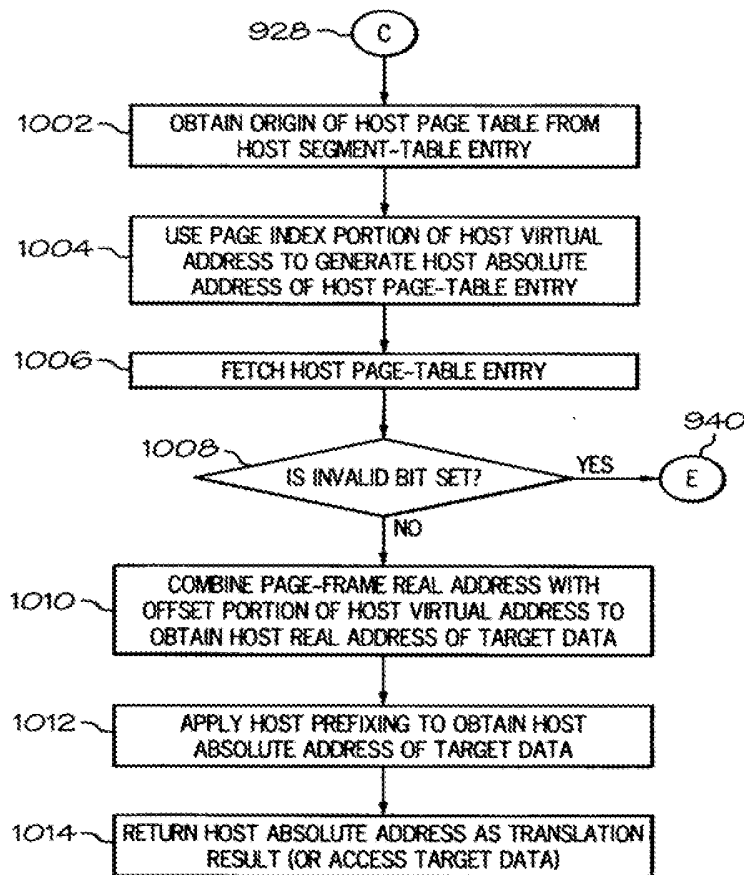 928
C
1002
OBTAIN ORIGIN OF HOST PAGE TABLE FROM
HOST SEGMENT-TABLE ENTRY
1004
USE PAGE INDEX PORTION OF HOST VIRTUAL
ADDRESS TO GENERATE HOST ABSOLUTE
ADDRESS OF HOST PAGE-TABLE ENTRY
1006
FETCH HOST PAGE-TABLE ENTRY
1008
IS INVALID BIT SET?
YES
940
E
NO
1010
COMBINE PAGE-FRAME REAL ADDRESS WITH
OFFSET PORTION OF HOST VIRTUAL ADDRESS TO
OBTAIN HOST REAL ADDRESS OF TARGET DATA
1012
APPLY HOST PREFIXING TO OBTAIN HOST
ABSOLUTE ADDRESS OF TARGET DATA
1014
RETURN HOST ABSOLUTE ADDRESS AS TRANSLATION
RESULT (OR ACCESS TARGET DATA)